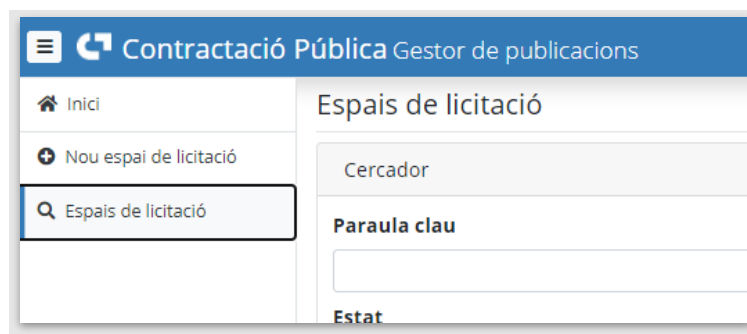 Contractació Pública Gestor de publicacions
Inici
Nou espai de licitació
Espais de licitació
Espais de licitació
Cercador
Paraula clau
Estat